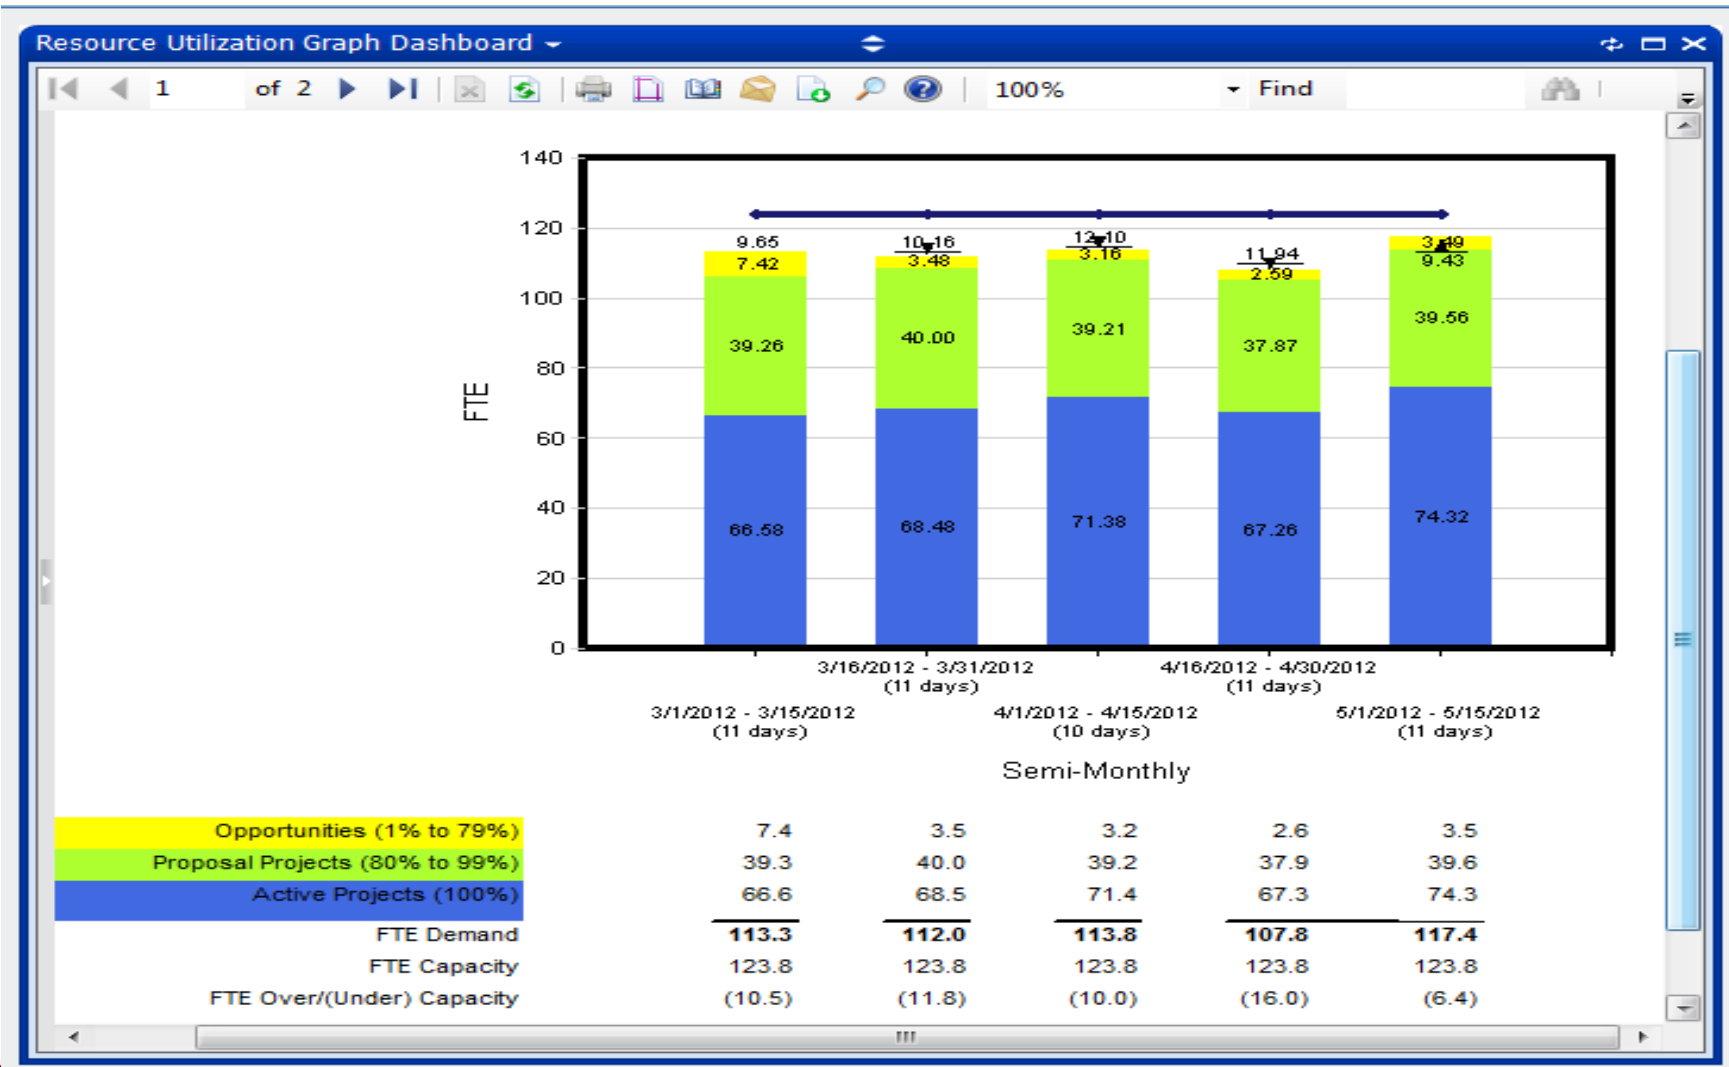 Resource Utilization Graph Dashboard
1 of 2 100% Find
140
120
100
80
60
40
20
0
FTE
9.65
7.42
39.26
66.58
10.16
3.48
40.00
68.48
12.10
3.16
39.21
71.38
11.94
2.59
37.87
67.26
3.49
9.43
39.56
74.32
3/16/2012 - 3/31/2012 4/16/2012 - 4/30/2012
(11 days) (11 days)
3/1/2012 - 3/15/2012 4/1/2012 - 4/15/2012 5/1/2012 - 5/15/2012
(11 days) (10 days) (11 days)
Semi-Monthly
Opportunities (1% to 79%) 7.4 3.5 3.2 2.6 3.5
Proposal Projects (80% to 99%) 39.3 40.0 39.2 37.9 39.6
Active Projects (100%) 66.6 68.5 71.4 67.3 74.3
FTE Demand 113.3 112.0 113.8 107.8 117.4
FTE Capacity 123.8 123.8 123.8 123.8 123.8
FTE Over/(Under) Capacity (10.5) (11.8) (10.0) (16.0) (6.4)